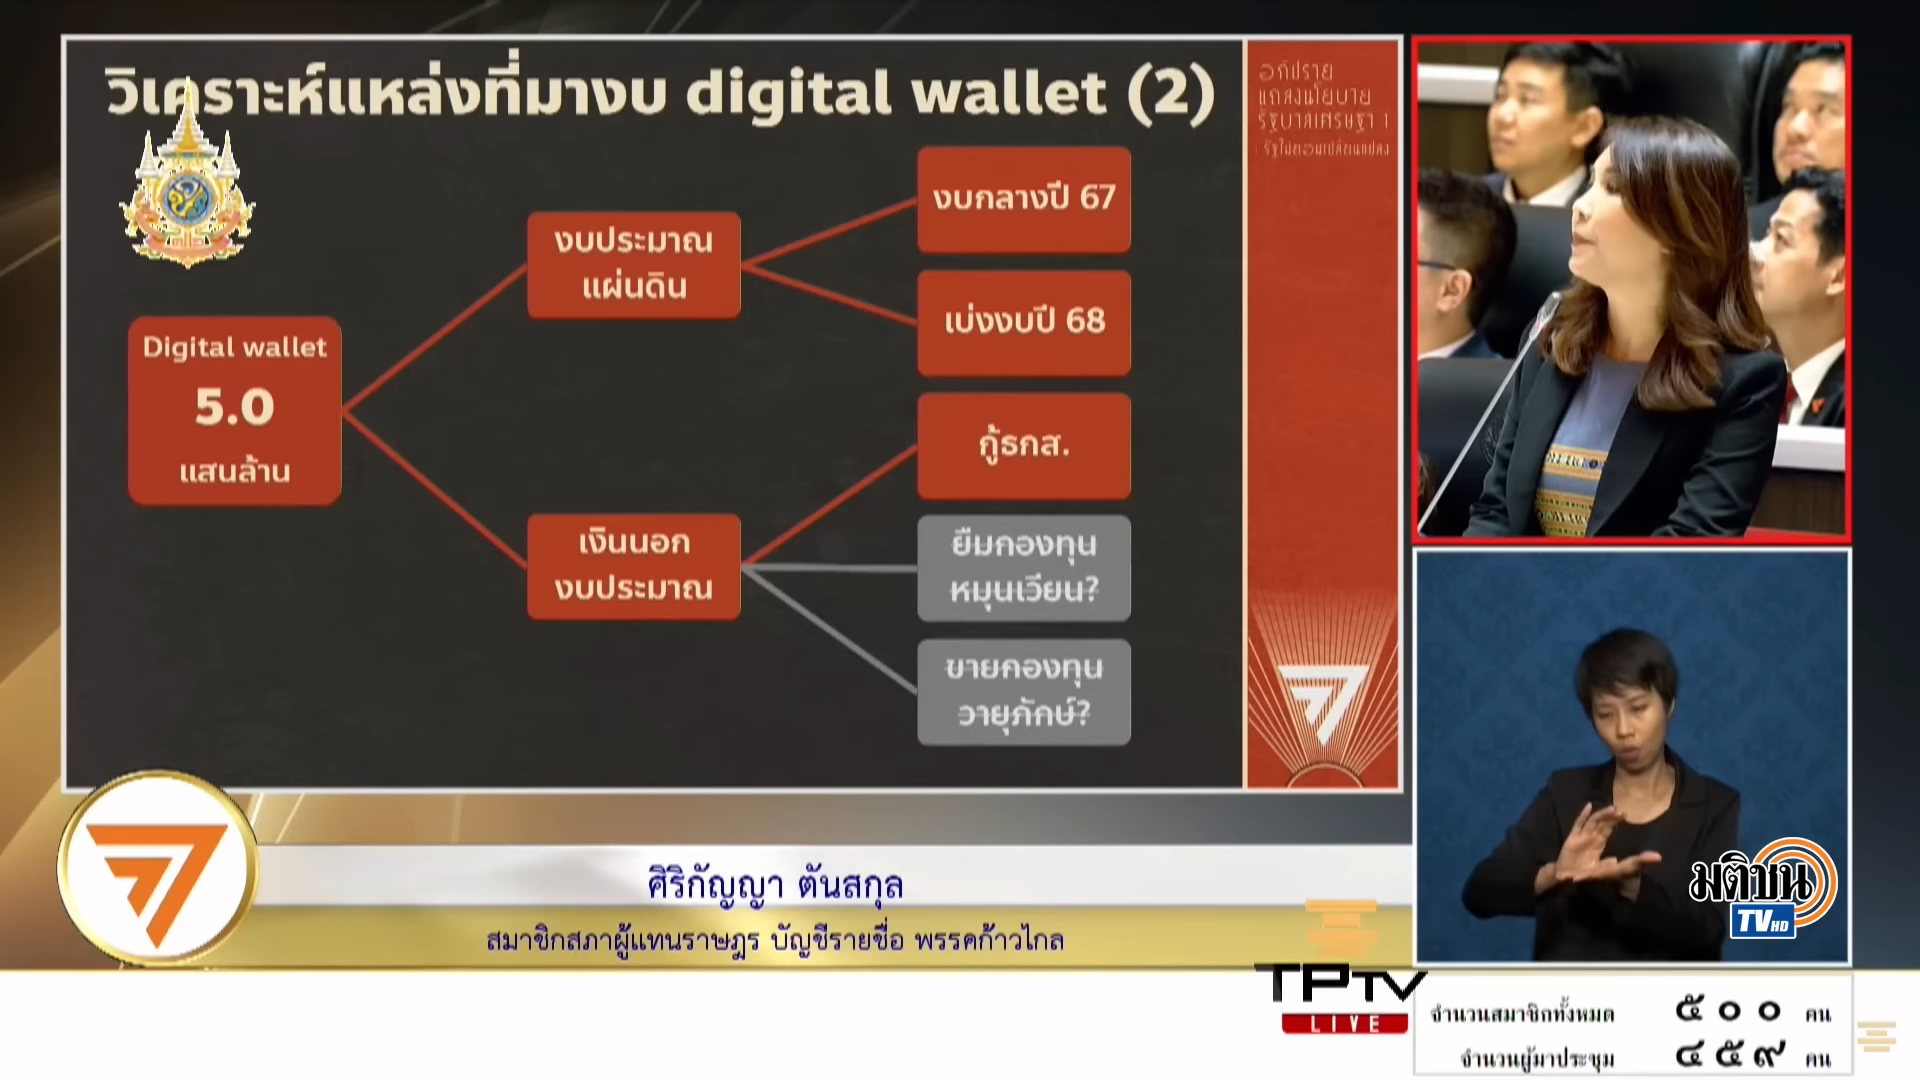 วิเคราะห์แหล่งที่มางบ digital wallet (2)
Digital wallet
5.0
แสนล้าน
งบประมาณ
แผ่นดิน
เงินนอก
งบประมาณ
งบกลางปี 67
เบ่งงบปี 68
กู้ธกส.
ยืมกองทุน
หมุนเวียน?
ขายกองทุน
วายุภักษ์?
อภิปราย
แถลงนโยบาย
รัฐบาลเศรษฐา 1
ศิริกัญญา ตันสกุล
สมาชิกสภาผู้แทนราษฎร บัญชีรายชื่อ พรรคก้าวไกล
มติชน
TV HD
TPTV
LIVE
จำนวนสมาชิกทั้งหมด ๕๐๐ คน
จำนวนผู้มาประชุม ๔๕๙ คน